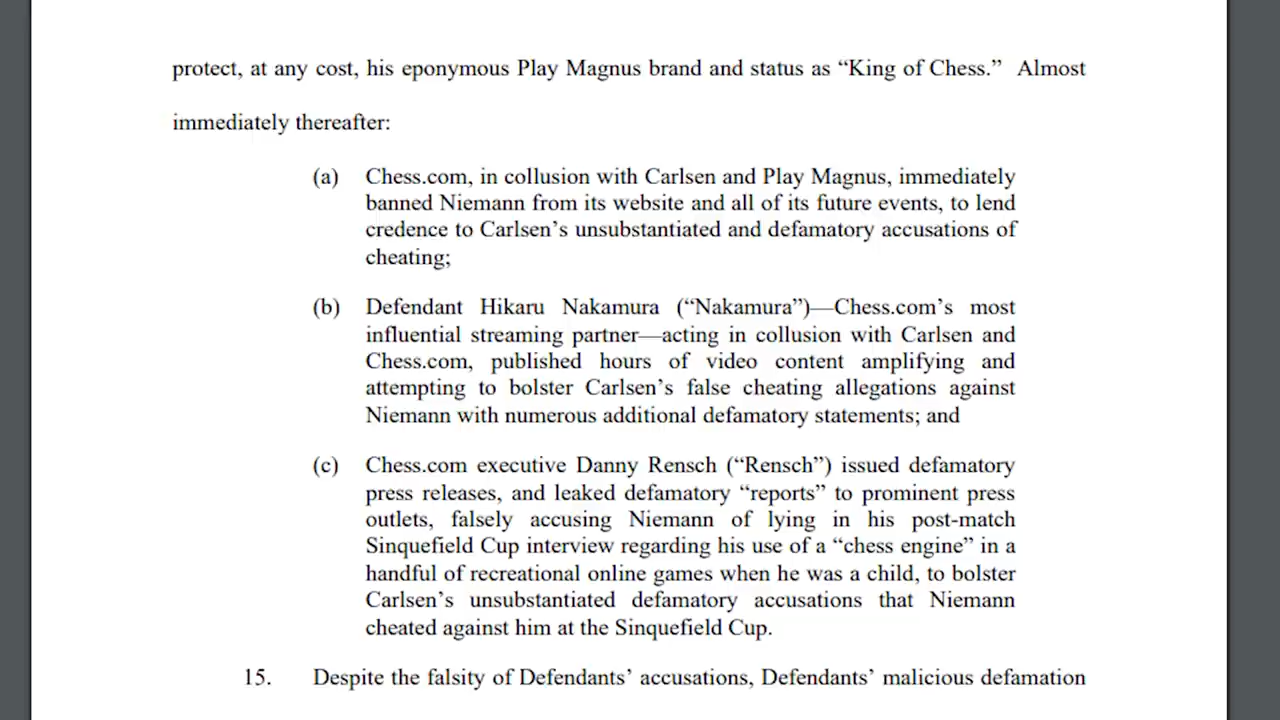 protect, at any cost, his eponymous Play Magnus brand and status as “King of Chess.” Almost
immediately thereafter:
(a) Chess.com, in collusion with Carlsen and Play Magnus, immediately
banned Niemann from its website and all of its future events, to lend
credence to Carlsen’s unsubstantiated and defamatory accusations of
cheating;
(b) Defendant Hikaru Nakamura (“Nakamura”)—Chess.com’s most
influential streaming partner—acting in collusion with Carlsen and
Chess.com, published hours of video content amplifying and
attempting to bolster Carlsen’s false cheating allegations against
Niemann with numerous additional defamatory statements; and
(c) Chess.com executive Danny Rensch (“Rensch”) issued defamatory
press releases, and leaked defamatory “reports” to prominent press
outlets, falsely accusing Niemann of lying in his post-match
Sinquefield Cup interview regarding his use of a “chess engine” in a
handful of recreational online games when he was a child, to bolster
Carlsen’s unsubstantiated defamatory accusations that Niemann
cheated against him at the Sinquefield Cup.
15. Despite the falsity of Defendants’ accusations, Defendants’ malicious defamation